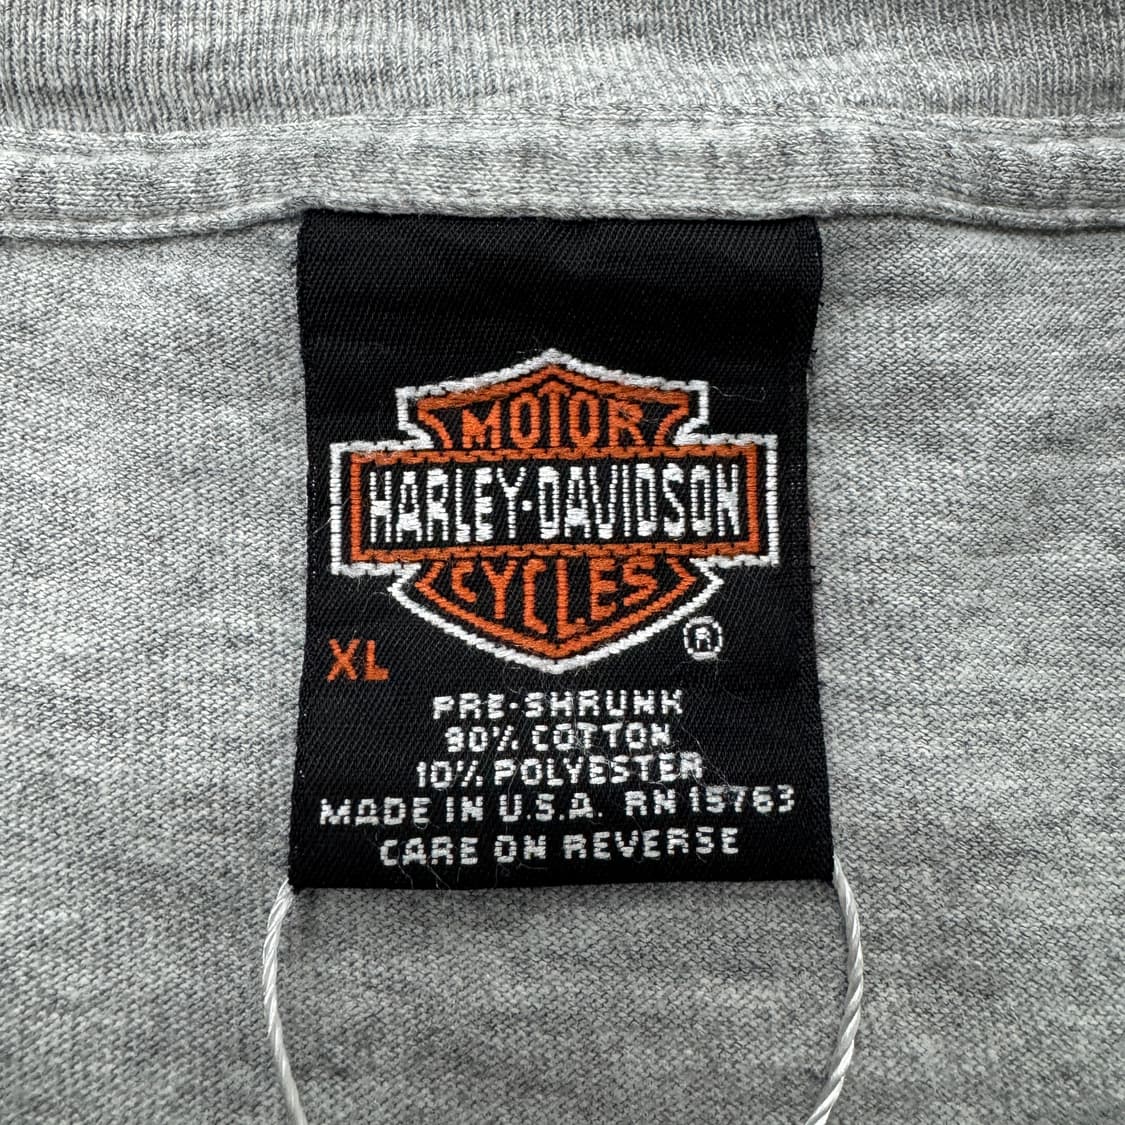 MOTOR
HARLEY-DAVIDSON
CYCLES
®
XL
PRE-SHRUNK
90% COTTON
10% POLYESTER
MADE IN U.S.A. RN 15763
CARE ON REVERSE